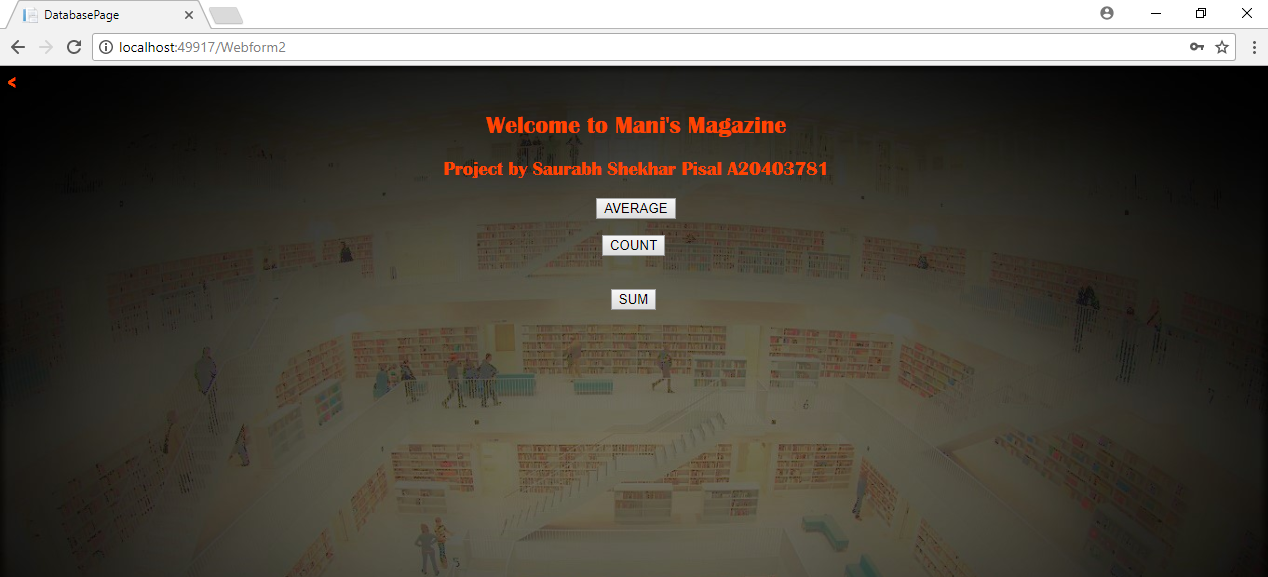 DatabasePage
localhost:49917/Webform2
<
Welcome to Mani's Magazine
Project by Saurabh Shekhar Pisal A20403781
AVERAGE
COUNT
SUM